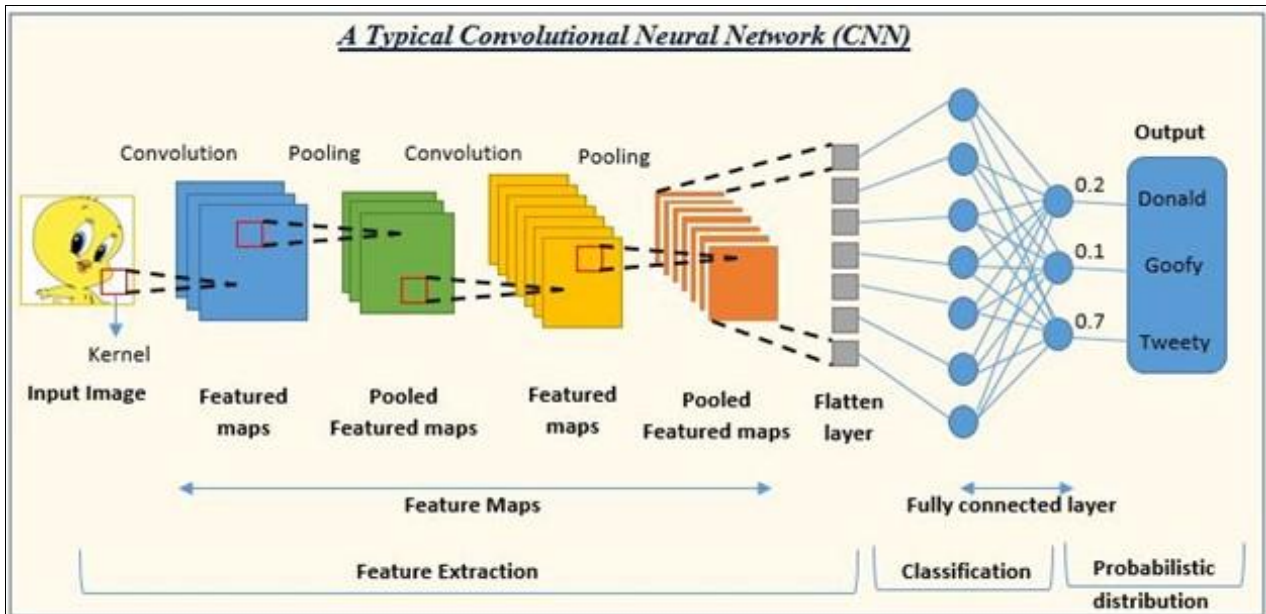 A Typical Convolutional Neural Network (CNN)
Convolution
Pooling
Convolution
Pooling
Output
0.2
Donald
0.1
Goofy
0.7
Tweety
Kernel
Input Image
Featured
maps
Pooled
Featured maps
Featured
maps
Pooled
Featured maps
Flatten
layer
Feature Maps
Fully connected layer
Feature Extraction
Classification
Probabilistic
distribution